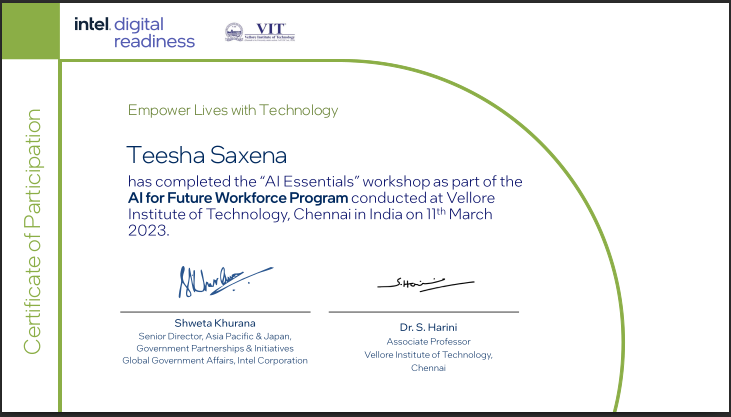 intel. digital
readiness
VIT
Vellore Institute of Technology
Certificate of Participation
Empower Lives with Technology
Teesha Saxena
has completed the “AI Essentials” workshop as part of the
AI for Future Workforce Program conducted at Vellore
Institute of Technology, Chennai in India on 11th March
2023.
S. Harini
Shweta Khurana
Senior Director, Asia Pacific & Japan,
Government Partnerships & Initiatives
Global Government Affairs, Intel Corporation
Dr. S. Harini
Associate Professor
Vellore Institute of Technology,
Chennai